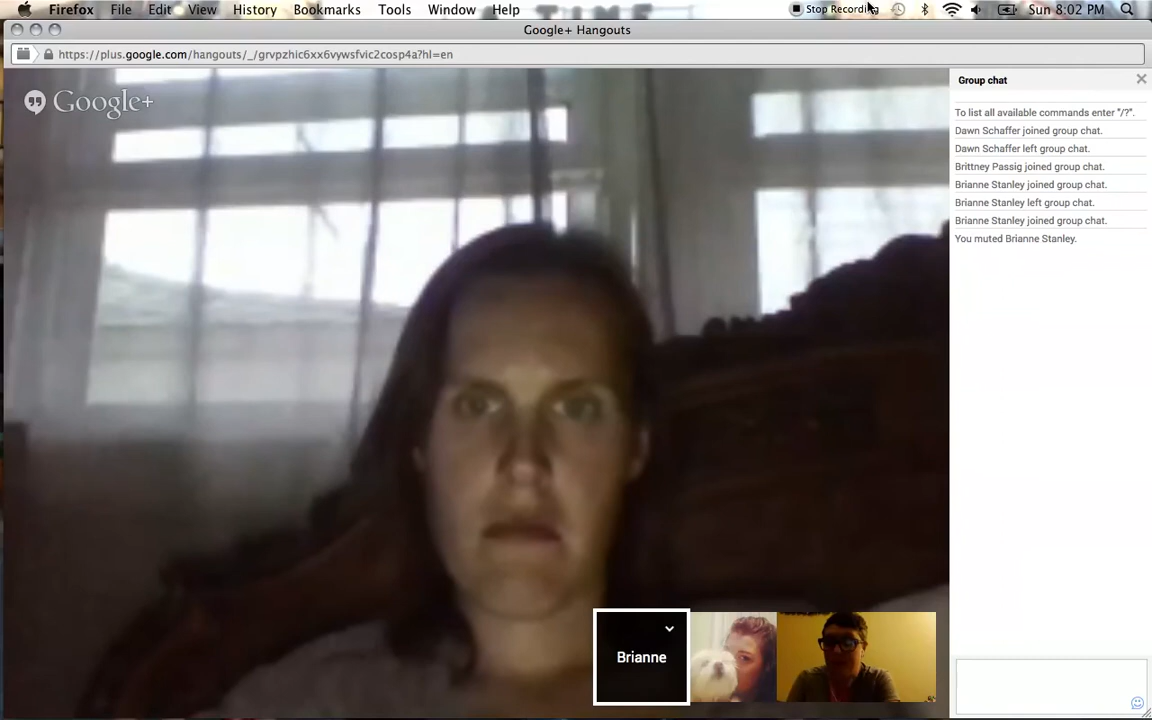 Firefox File Edit View History Bookmarks Tools Window Help Stop Recording Sun 8:02 PM
Google+ Hangouts
https://plus.google.com/hangouts/_/grvpzhic6xx6vywsfvic2cosp4a?hl=en
Google+
Group chat
To list all available commands enter "/?".
Dawn Schaffer joined group chat.
Dawn Schaffer left group chat.
Brittney Passig joined group chat.
Brianne Stanley joined group chat.
Brianne Stanley left group chat.
Brianne Stanley joined group chat.
You muted Brianne Stanley.
Brianne